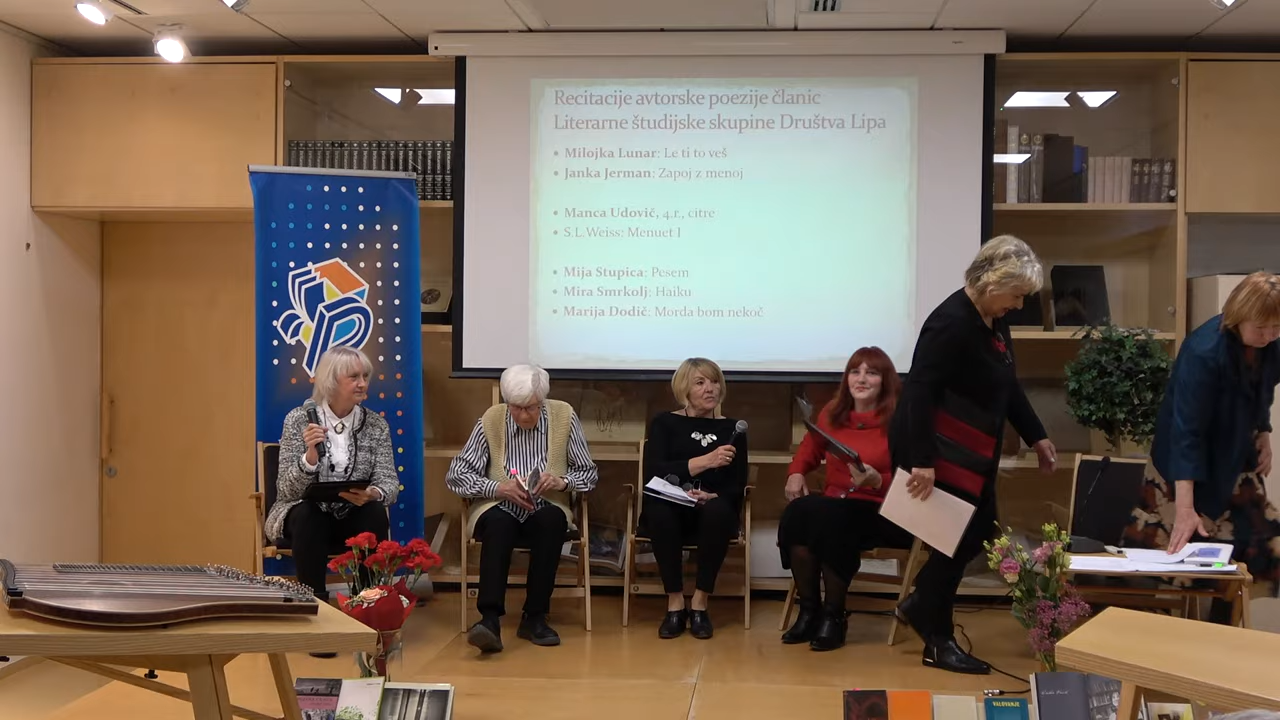 Recitacije avtorske poezije članic
Literarne študijske skupine Društva Lipa
• Milojka Lunar: Le ti to veš
• Janka Jerman: Zapoj z menoj
• Manca Udovič, 4.r., citre
• S.L.Weiss: Menuet I
• Mija Stupica: Pesem
• Mira Smrkolj: Haiku
• Marija Dodič: Morda bom nekoč
VALOVANJE